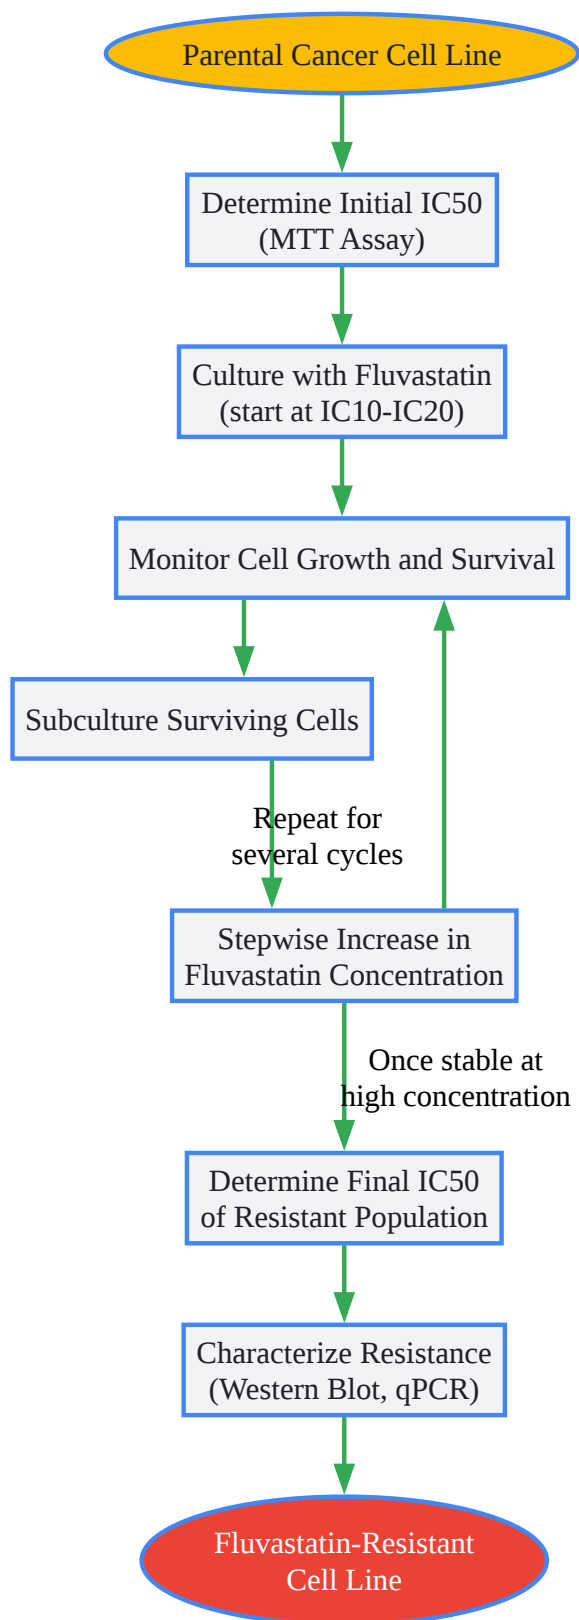 Parental Cancer Cell Line
Determine Initial IC50
(MTT Assay)
Culture with Fluvastatin
(start at IC10-IC20)
Monitor Cell Growth and Survival
Subculture Surviving Cells
Repeat for
several cycles
Stepwise Increase in
Fluvastatin Concentration
Once stable at
high concentration
Determine Final IC50
of Resistant Population
Characterize Resistance
(Western Blot, qPCR)
Fluvastatin-Resistant
Cell Line